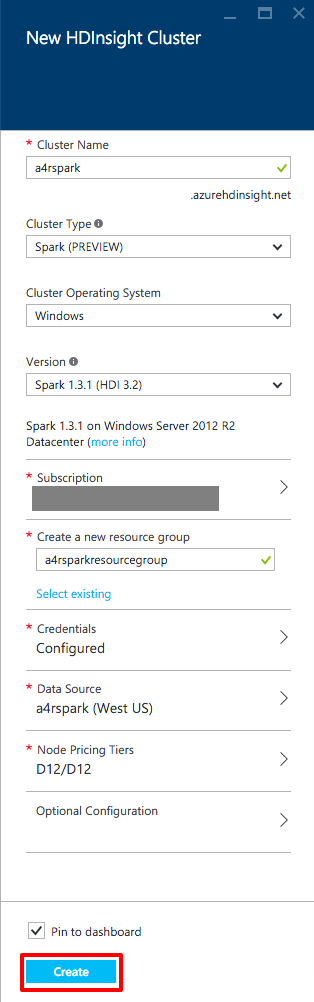 New HDInsight Cluster
* Cluster Name
a4rspark
.azurehdinsight.net
Cluster Type
Spark (PREVIEW)
Cluster Operating System
Windows
Version
Spark 1.3.1 (HDI 3.2)
Spark 1.3.1 on Windows Server 2012 R2
Datacenter (more info)
* Subscription
* Create a new resource group
a4rsparkresourcegroup
Select existing
* Credentials
Configured
* Data Source
a4rspark (West US)
* Node Pricing Tiers
D12/D12
Optional Configuration
Pin to dashboard
Create